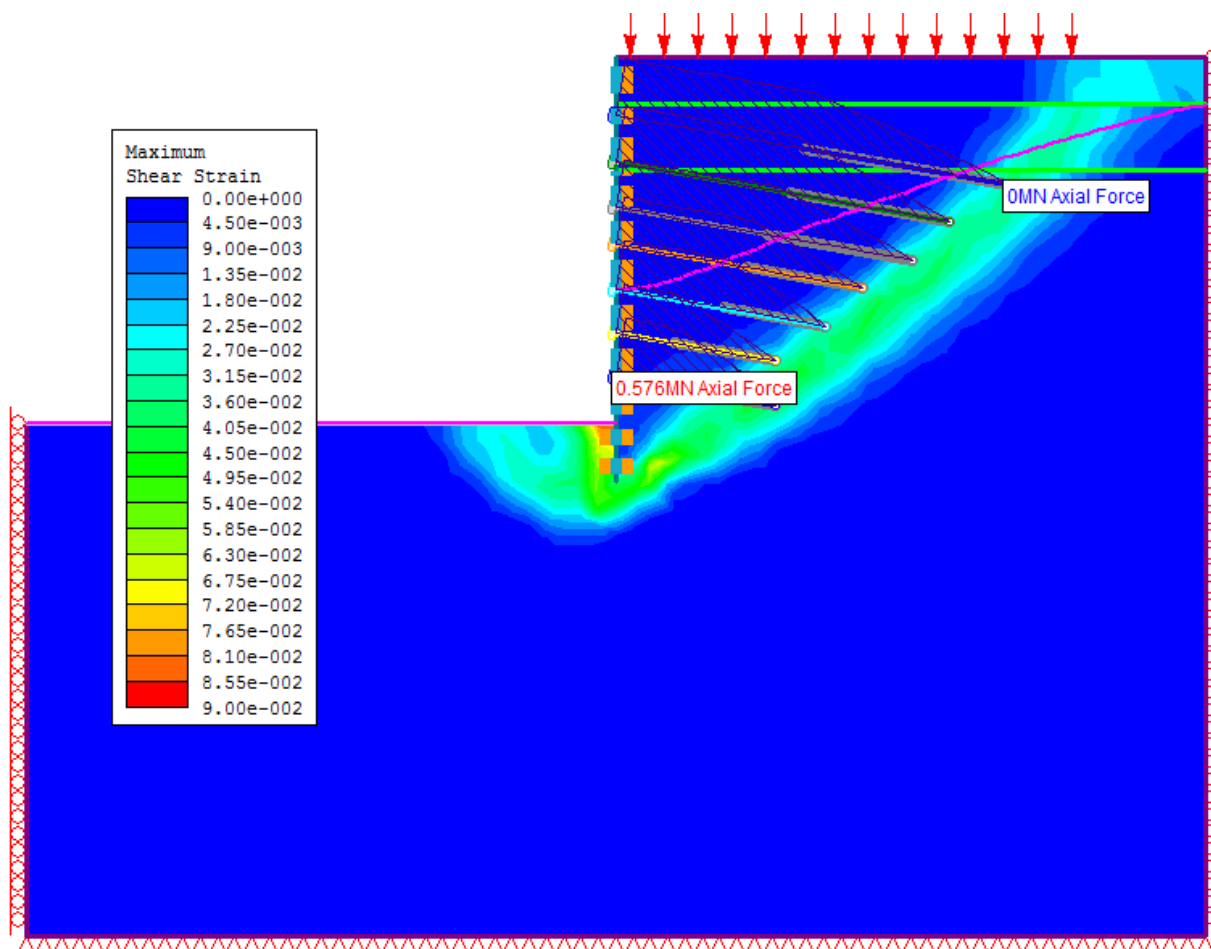 Maximum
Shear Strain
0.00e+000
4.50e-003
9.00e-003
1.35e-002
1.80e-002
2.25e-002
2.70e-002
3.15e-002
3.60e-002
4.05e-002
4.50e-002
4.95e-002
5.40e-002
5.85e-002
6.30e-002
6.75e-002
7.20e-002
7.65e-002
8.10e-002
8.55e-002
9.00e-002
0MN Axial Force
0.576MN Axial Force